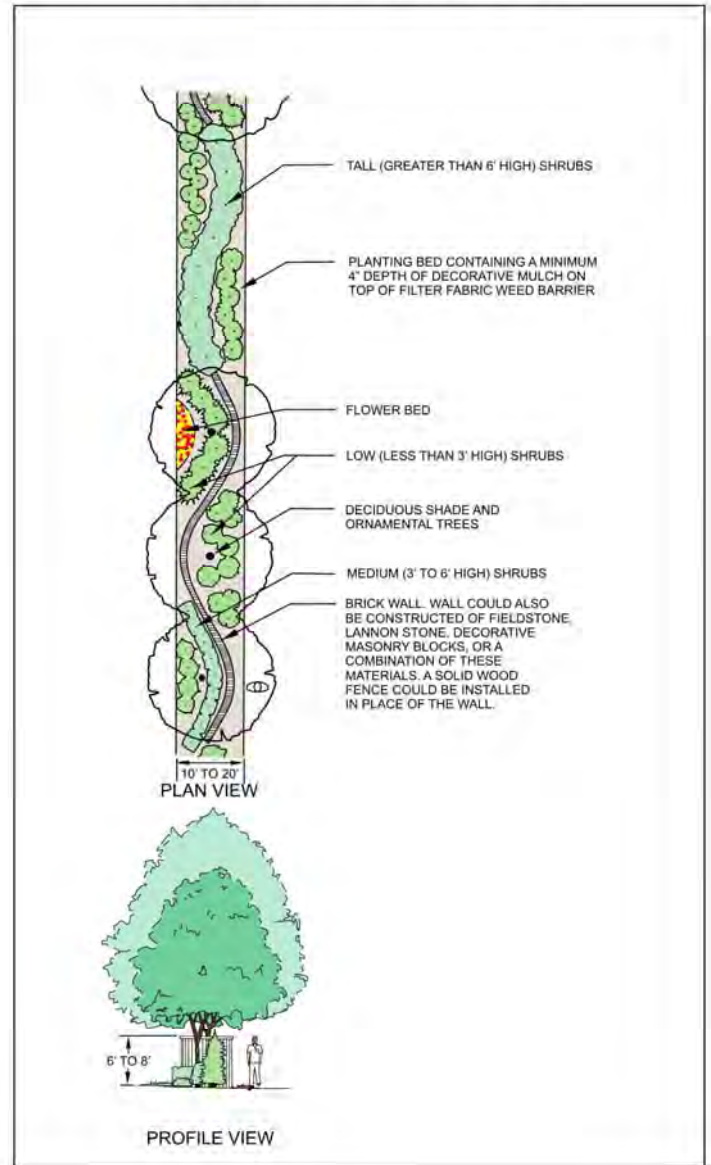 TALL (GREATER THAN 6' HIGH) SHRUBS
PLANTING BED CONTAINING A MINIMUM
4" DEPTH OF DECORATIVE MULCH ON
TOP OF FILTER FABRIC WEED BARRIER
FLOWER BED
LOW (LESS THAN 3' HIGH) SHRUBS
DECIDUOUS SHADE AND
ORNAMENTAL TREES
MEDIUM (3' TO 6' HIGH) SHRUBS
BRICK WALL. WALL COULD ALSO
BE CONSTRUCTED OF FIELDSTONE,
LANNON STONE, DECORATIVE
MASONRY BLOCKS, OR A
COMBINATION OF THESE
MATERIALS. A SOLID WOOD
FENCE COULD BE INSTALLED
IN PLACE OF THE WALL.
10' TO 20'
PLAN VIEW
6' TO 8'
PROFILE VIEW